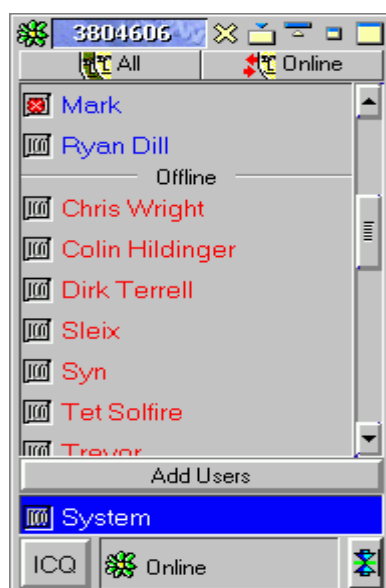 3804606
All Online
Mark
Ryan Dill
Offline
Chris Wright
Colin Hildinger
Dirk Terrell
Sleix
Syn
Tet Solfire
Trevor
Add Users
System
ICQ Online